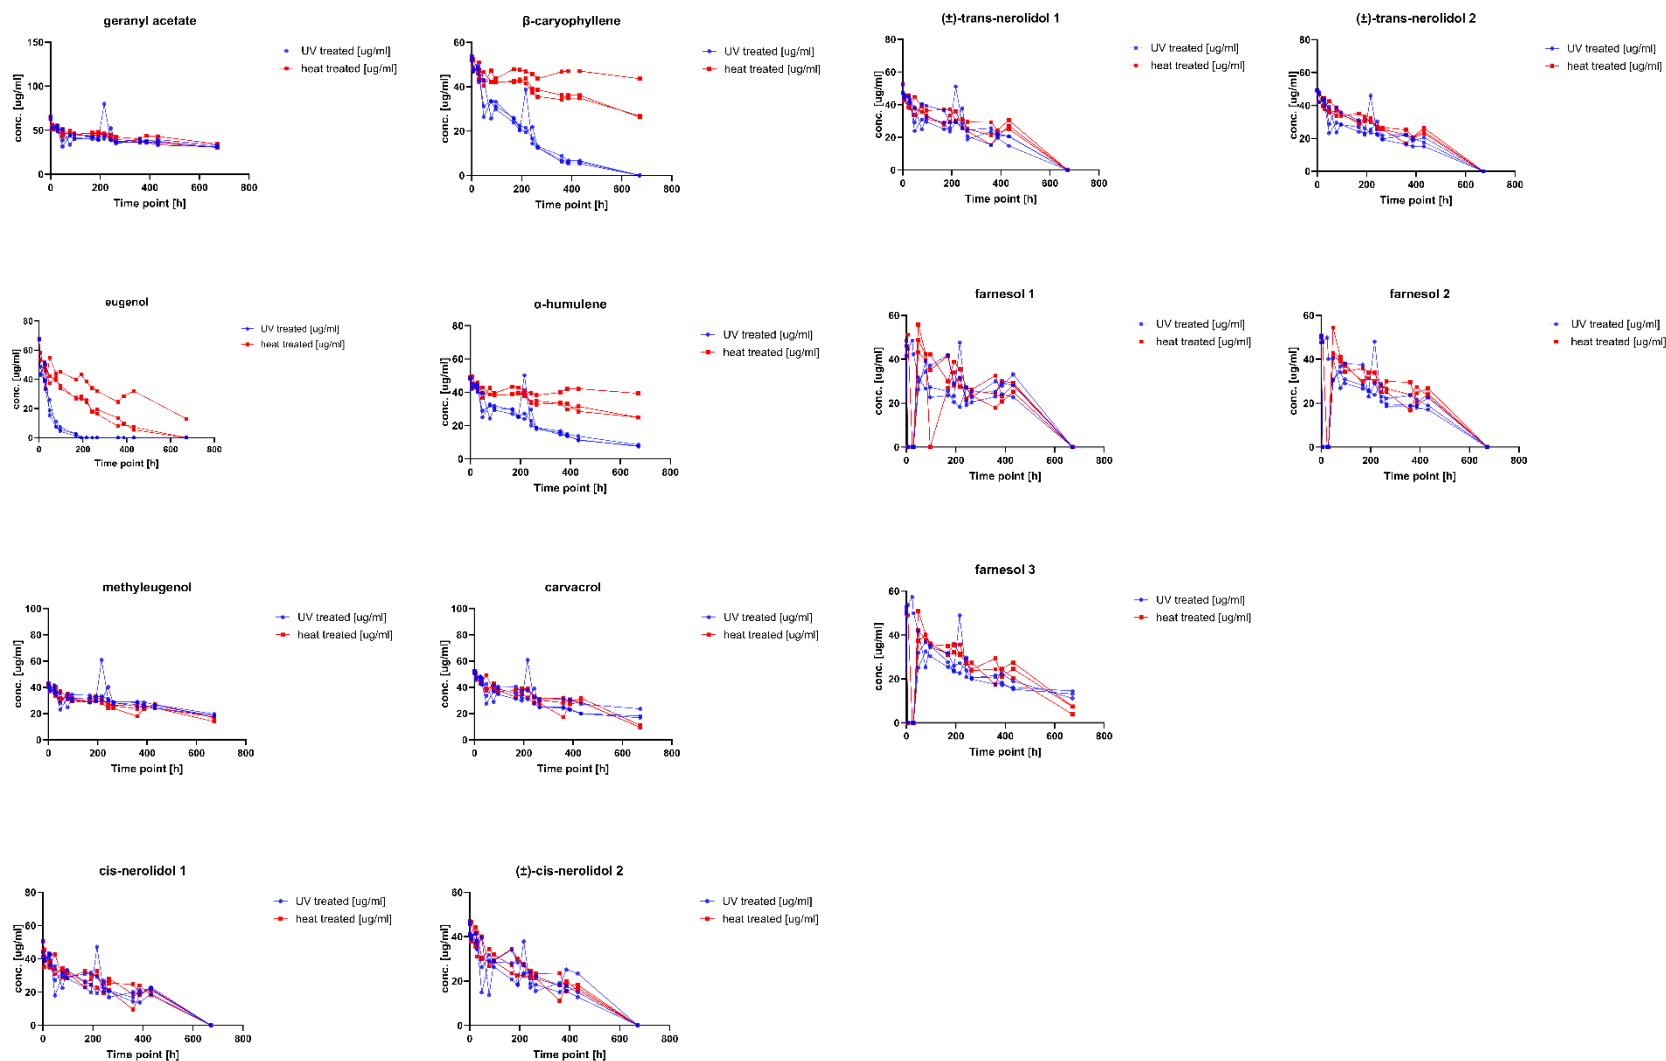 geranyl acetate
150
100
50
0
0 200 400 600 800
conc. [ug/ml]
Time point [h]
UV treated [ug/ml]
heat treated [ug/ml]
β-caryophyllene
60
40
20
0
0 200 400 600 800
conc. [ug/ml]
Time point [h]
UV treated [ug/ml]
heat treated [ug/ml]
(±)-trans-nerolidol 1
80
60
40
20
0
0 200 400 600 800
conc. [ug/ml]
Time point [h]
UV treated [ug/ml]
heat treated [ug/ml]
(±)-trans-nerolidol 2
80
60
40
20
0
0 200 400 600 800
conc. [ug/ml]
Time point [h]
UV treated [ug/ml]
heat treated [ug/ml]
eugenol
80
60
40
20
0
0 200 400 600 800
conc. [ug/ml]
Time point [h]
UV treated [ug/ml]
heat treated [ug/ml]
α-humulene
80
60
40
20
0
0 200 400 600 800
conc. [ug/ml]
Time point [h]
UV treated [ug/ml]
heat treated [ug/ml]
farnesol 1
60
40
20
0
0 200 400 600 800
conc. [ug/ml]
Time point [h]
UV treated [ug/ml]
heat treated [ug/ml]
farnesol 2
60
40
20
0
0 200 400 600 800
conc. [ug/ml]
Time point [h]
UV treated [ug/ml]
heat treated [ug/ml]
methyleugenol
100
80
60
40
20
0
0 200 400 600 800
conc. [ug/ml]
Time point [h]
UV treated [ug/ml]
heat treated [ug/ml]
carvacrol
100
80
60
40
20
0
0 200 400 600 800
conc. [ug/ml]
Time point [h]
UV treated [ug/ml]
heat treated [ug/ml]
farnesol 3
60
40
20
0
0 200 400 600 800
conc. [ug/ml]
Time point [h]
UV treated [ug/ml]
heat treated [ug/ml]
cis-nerolidol 1
80
60
40
20
0
0 200 400 600 800
conc. [ug/ml]
Time point [h]
UV treated [ug/ml]
heat treated [ug/ml]
(±)-cis-nerolidol 2
60
40
20
0
0 200 400 600 800
conc. [ug/ml]
Time point [h]
UV treated [ug/ml]
heat treated [ug/ml]